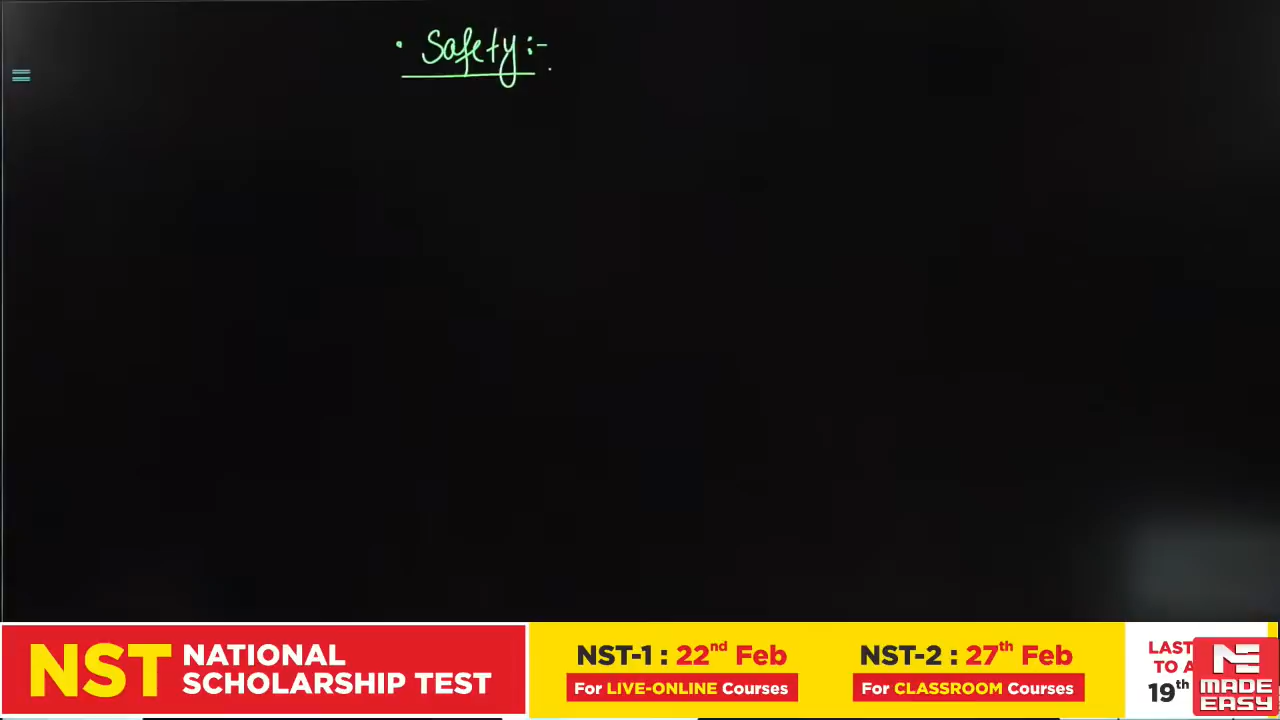 • Safety :-
NST NATIONAL
SCHOLARSHIP TEST
NST-1 : 22nd Feb
For LIVE-ONLINE Courses
NST-2 : 27th Feb
For CLASSROOM Courses
LAST
TO A
19th
MADE
EASY